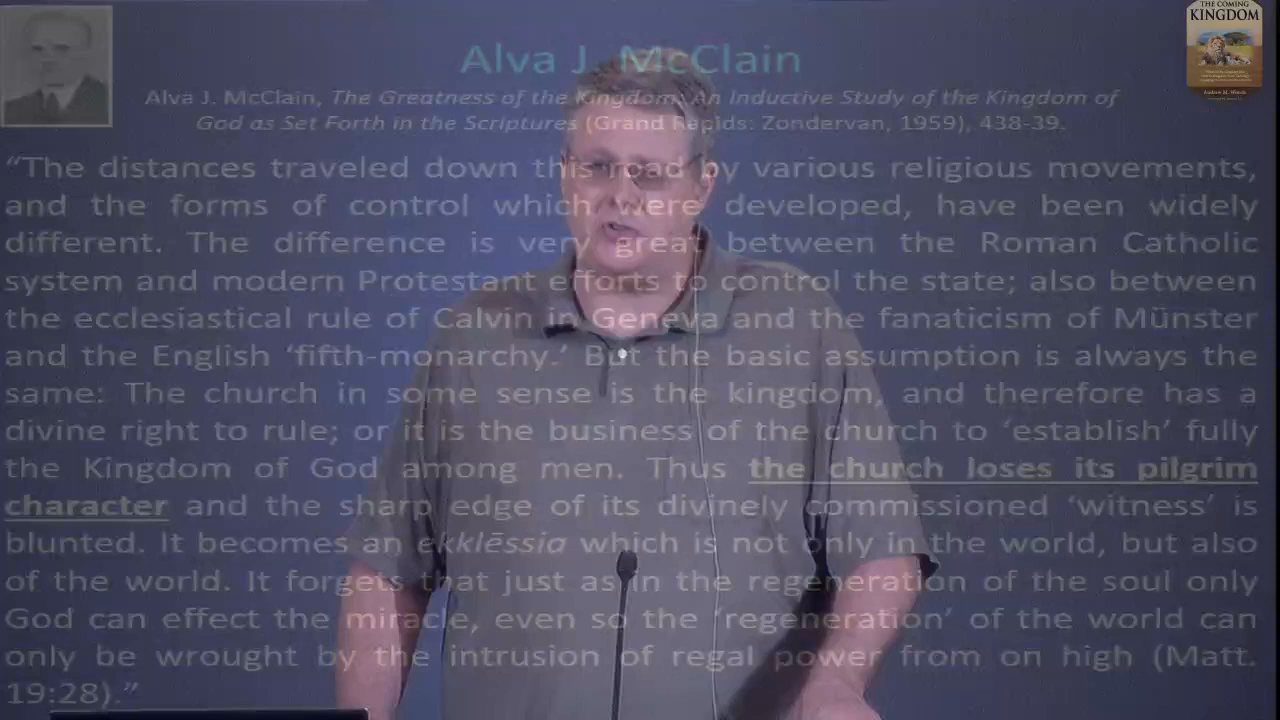 THE COMING
KINGDOM
Andrew M. Woods
Alva J. McClain
Alva J. McClain, The Greatness of the Kingdom: An Inductive Study of the Kingdom of
God as Set Forth in the Scriptures (Grand Rapids: Zondervan, 1959), 438-39.
“The distances traveled down this road by various religious movements,
and the forms of control which were developed, have been widely
different. The difference is very great between the Roman Catholic
system and modern Protestant efforts to control the state; also between
the ecclesiastical rule of Calvin in Geneva and the fanaticism of Münster
and the English ‘fifth-monarchy.’ But the basic assumption is always the
same: The church in some sense is the kingdom, and therefore has a
divine right to rule; or it is the business of the church to ‘establish’ fully
the Kingdom of God among men. Thus the church loses its pilgrim
character and the sharp edge of its divinely commissioned ‘witness’ is
blunted. It becomes an ekklēssia which is not only in the world, but also
of the world. It forgets that just as in the regeneration of the soul only
God can effect the miracle, even so the ‘regeneration’ of the world can
only be wrought by the intrusion of regal power from on high (Matt.
19:28).”